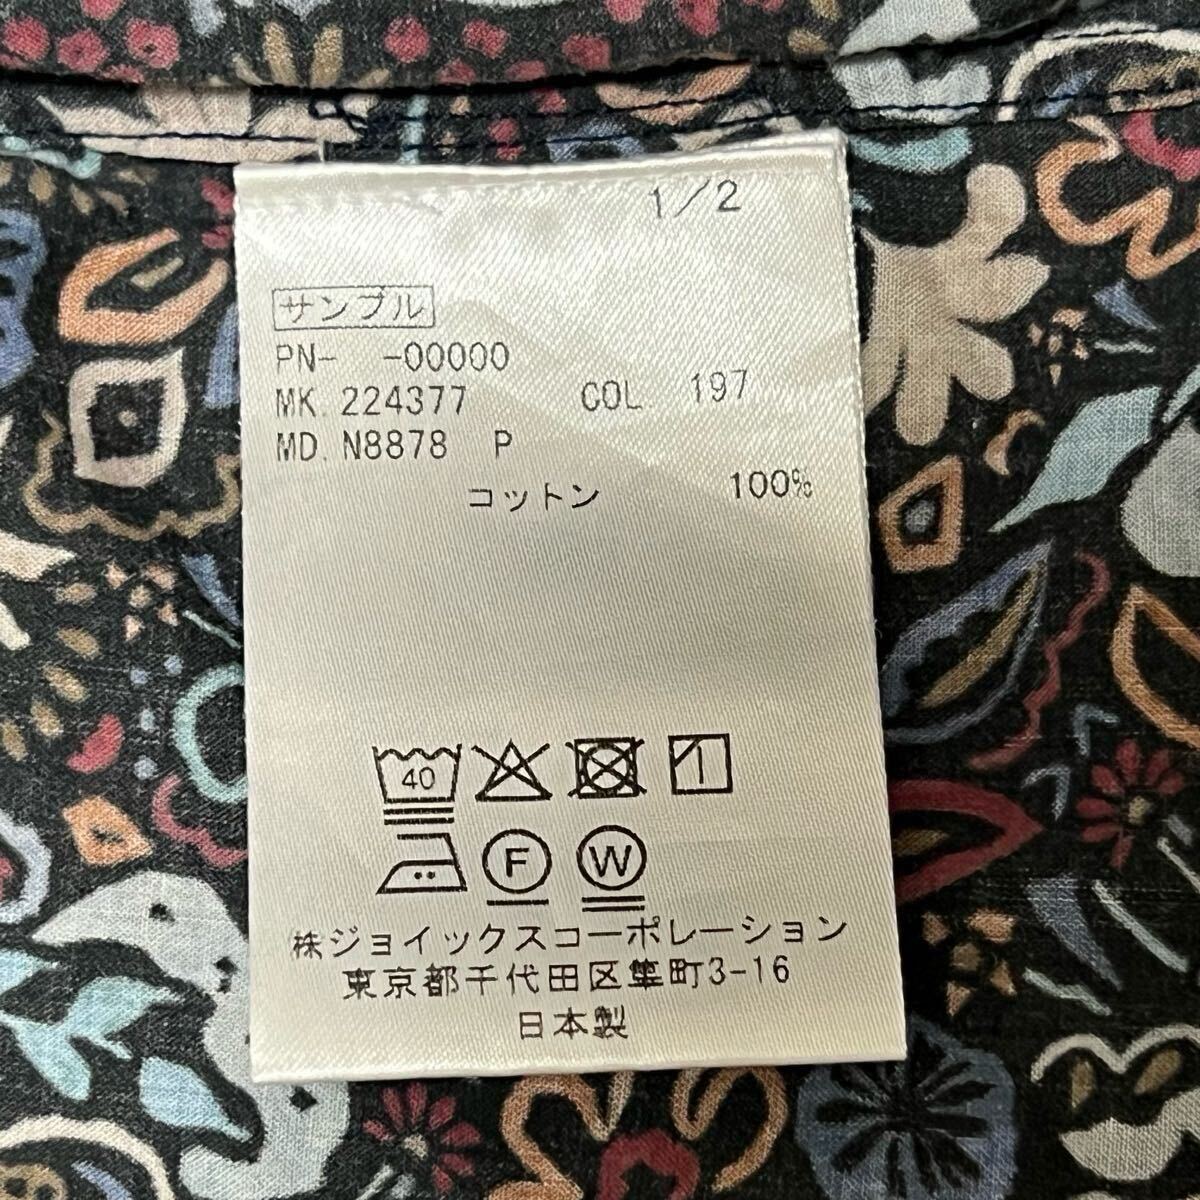 1/2
サンプル
PN-  -00000
MK. 224377 COL. 197
MD. N8878 P
コットン 100%
40
F W
株ジョイックスコーポレーション
東京都千代田区隼町3-16
日本製